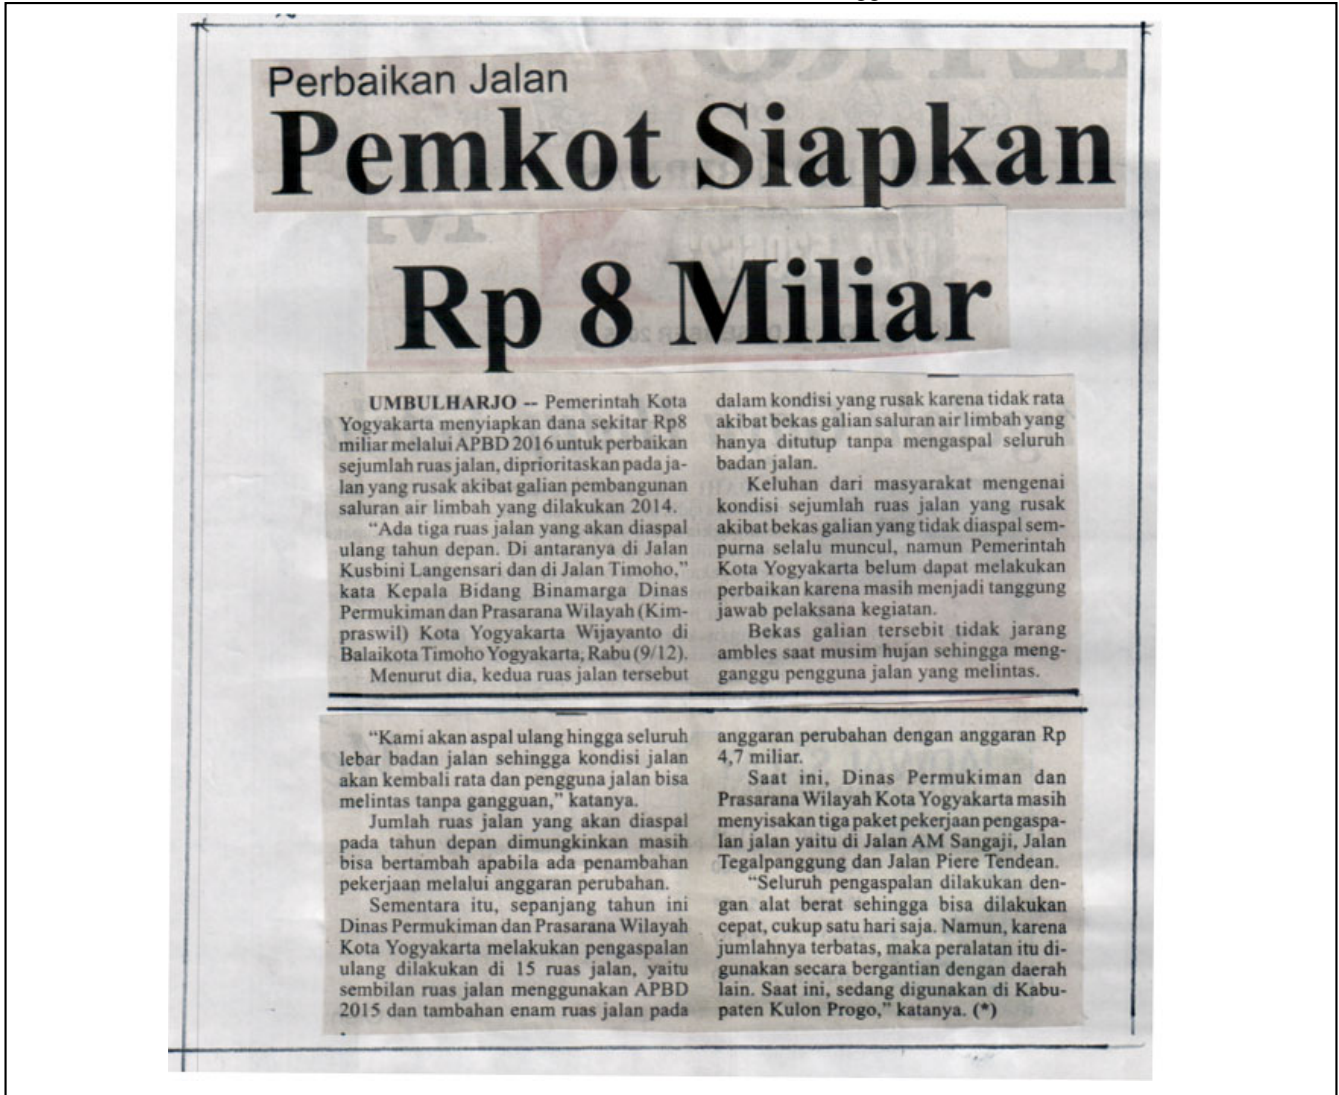 Perbaikan Jalan
Pemkot Siapkan
Rp 8 Miliar
UMBULHARJO -- Pemerintah Kota
Yogyakarta menyiapkan dana sekitar Rp8
miliar melalui APBD 2016 untuk perbaikan
sejumlah ruas jalan, diprioritaskan pada ja-
lan yang rusak akibat galian pembangunan
saluran air limbah yang dilakukan 2014.
"Ada tiga ruas jalan yang akan diaspal
ulang tahun depan. Di antaranya di Jalan
Kusbini Langensari dan di Jalan Timoho,"
kata Kepala Bidang Binamarga Dinas
Permukiman dan Prasarana Wilayah (Kim-
praswil) Kota Yogyakarta Wijayanto di
Balaikota Timoho Yogyakarta, Rabu (9/12).
Menurut dia, kedua ruas jalan tersebut
dalam kondisi yang rusak karena tidak rata
akibat bekas galian saluran air limbah yang
hanya ditutup tanpa mengaspal seluruh
badan jalan.
Keluhan dari masyarakat mengenai
kondisi sejumlah ruas jalan yang rusak
akibat bekas galian yang tidak diaspal sem-
purna selalu muncul, namun Pemerintah
Kota Yogyakarta belum dapat melakukan
perbaikan karena masih menjadi tanggung
jawab pelaksana kegiatan.
Bekas galian tersebit tidak jarang
ambles saat musim hujan sehingga meng-
ganggu pengguna jalan yang melintas.
"Kami akan aspal ulang hingga seluruh
lebar badan jalan sehingga kondisi jalan
akan kembali rata dan pengguna jalan bisa
melintas tanpa gangguan," katanya.
Jumlah ruas jalan yang akan diaspal
pada tahun depan dimungkinkan masih
bisa bertambah apabila ada penambahan
pekerjaan melalui anggaran perubahan.
Sementara itu, sepanjang tahun ini
Dinas Permukiman dan Prasarana Wilayah
Kota Yogyakarta melakukan pengaspalan
ulang dilakukan di 15 ruas jalan, yaitu
sembilan ruas jalan menggunakan APBD
2015 dan tambahan enam ruas jalan pada
anggaran perubahan dengan anggaran Rp
4,7 miliar.
Saat ini, Dinas Permukiman dan
Prasarana Wilayah Kota Yogyakarta masih
menyisakan tiga paket pekerjaan pengaspa-
lan jalan yaitu di Jalan AM Sangaji, Jalan
Tegalpanggung dan Jalan Piere Tendean.
"Seluruh pengaspalan dilakukan den-
gan alat berat sehingga bisa dilakukan
cepat, cukup satu hari saja. Namun, karena
jumlahnya terbatas, maka peralatan itu di-
gunakan secara bergantian dengan daerah
lain. Saat ini, sedang digunakan di Kabu-
paten Kulon Progo," katanya. (*)